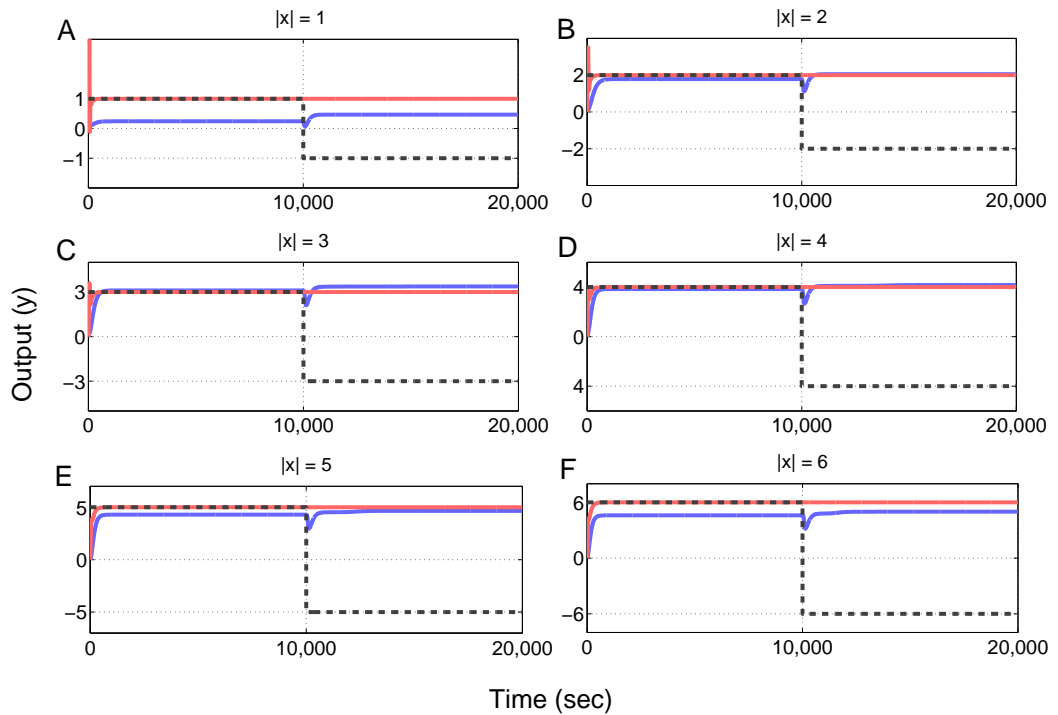 A
|x| = 1
1
0
−1
0
10,000
20,000
B
|x| = 2
2
0
−2
0
10,000
20,000
C
|x| = 3
3
0
−3
0
10,000
20,000
D
|x| = 4
4
0
4
0
10,000
20,000
E
|x| = 5
5
0
−5
0
10,000
20,000
F
|x| = 6
6
0
−6
0
10,000
20,000
Output (y)
Time (sec)